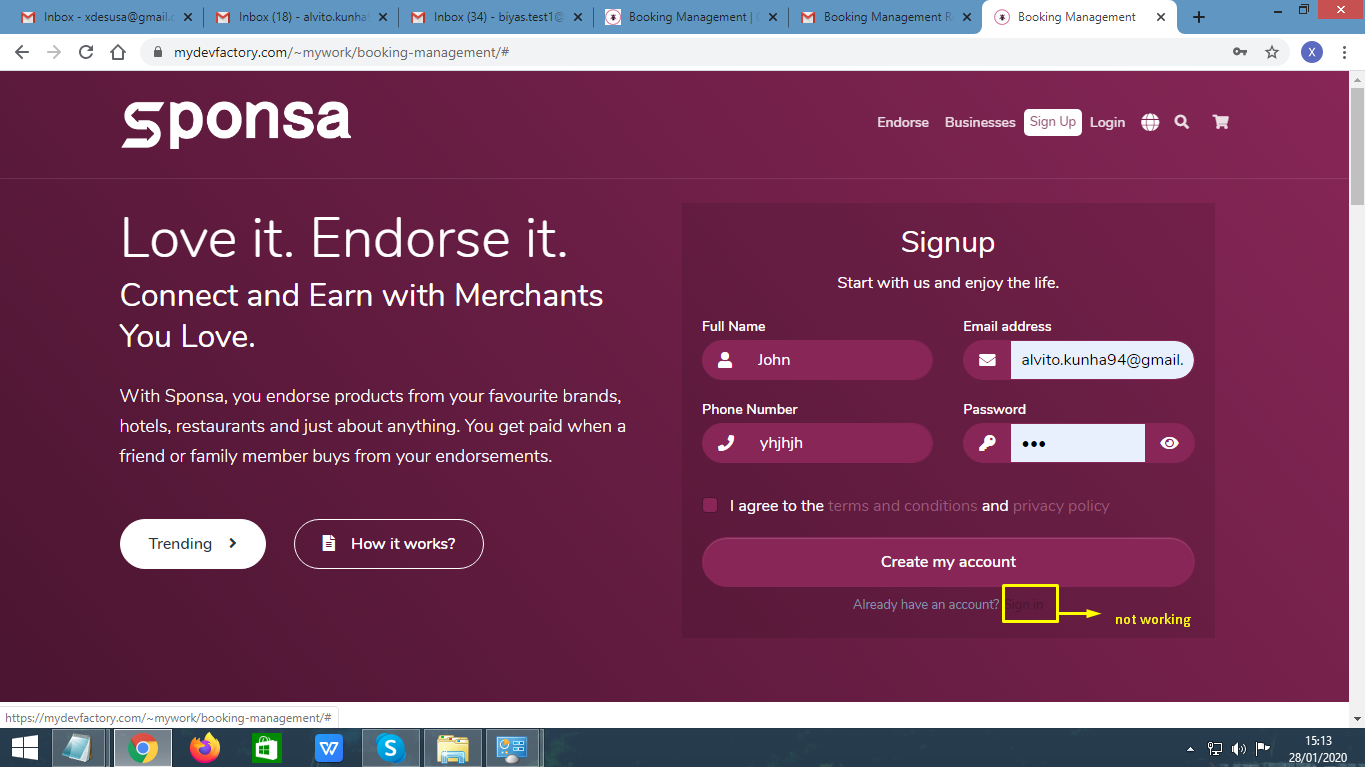 Inbox - xdesusa@gmail.c
Inbox (18) - alvito.kunha
Inbox (34) - biyas.test1@
Booking Management |
Booking Management R
Booking Management
mydevfactory.com/~mywork/booking-management/#
X
Sponsa
Endorse Businesses Sign Up Login
Love it. Endorse it.
Connect and Earn with Merchants
You Love.
With Sponsa, you endorse products from your favourite brands,
hotels, restaurants and just about anything. You get paid when a
friend or family member buys from your endorsements.
Trending
How it works?
Signup
Start with us and enjoy the life.
Full Name
Email address
John
alvito.kunha94@gmail.
Phone Number
Password
yhjhjh
I agree to the terms and conditions and privacy policy
Create my account
Already have an account? Sign in
not working
https://mydevfactory.com/~mywork/booking-management/#
W
S
15:13
28/01/2020